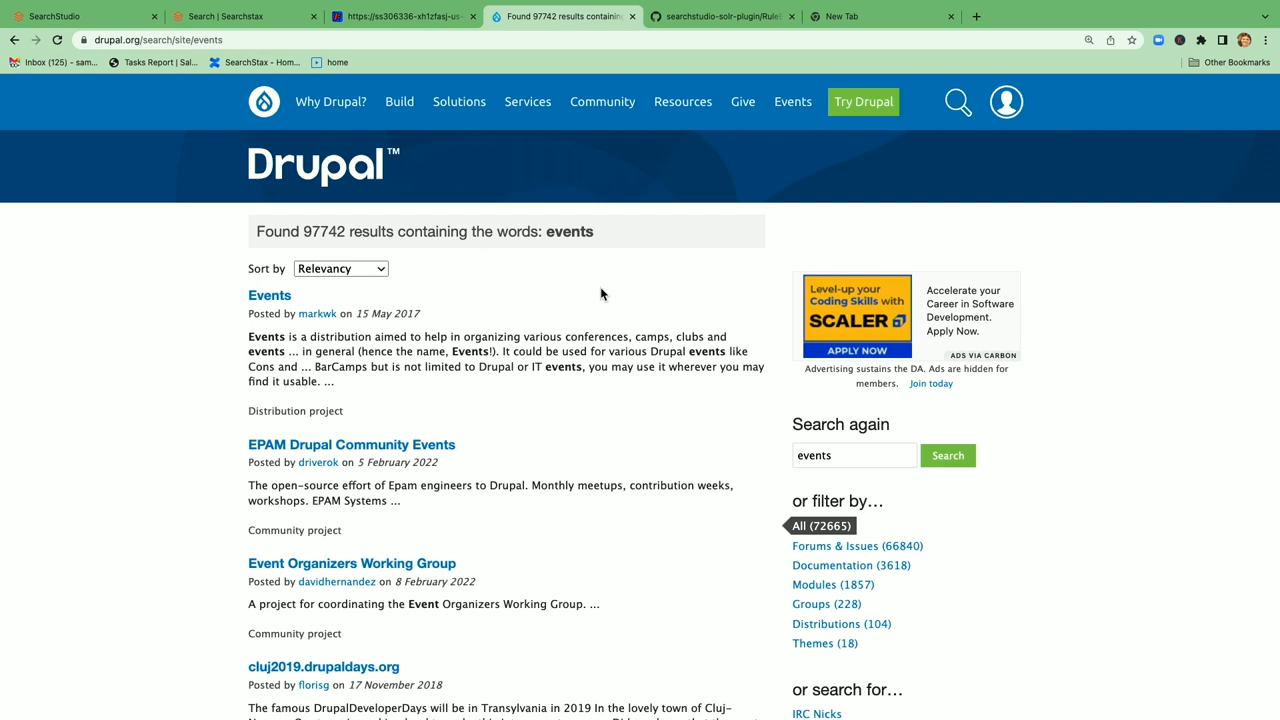 SearchStudio
Search | Searchstax
https://ss306336-xh1zfasj-us-
Found 97742 results containing
searchstudio-solr-plugin/RuleE
New Tab
drupal.org/search/site/events
Inbox (125) - sam...
Tasks Report | Sal...
SearchStax - Hom...
home
Other Bookmarks
Why Drupal?
Build
Solutions
Services
Community
Resources
Give
Events
Try Drupal
Drupal™
Found 97742 results containing the words: events
Sort by Relevancy
Events
Posted by markwk on 15 May 2017
Events is a distribution aimed to help in organizing various conferences, camps, clubs and
events ... in general (hence the name, Events!). It could be used for various Drupal events like
Cons and ... BarCamps but is not limited to Drupal or IT events, you may use it wherever you may
find it usable. ...
Distribution project
EPAM Drupal Community Events
Posted by driverok on 5 February 2022
The open-source effort of Epam engineers to Drupal. Monthly meetups, contribution weeks,
workshops. EPAM Systems ...
Community project
Event Organizers Working Group
Posted by davidhernandez on 8 February 2022
A project for coordinating the Event Organizers Working Group. ...
Community project
cluj2019.drupaldays.org
Posted by florisg on 17 November 2018
The famous DrupalDeveloperDays will be in Transylvania in 2019 In the lovely town of Cluj-
Level-up your
Coding Skills with
SCALER
APPLY NOW
Accelerate your
Career in Software
Development.
Apply Now.
ADS VIA CARBON
Advertising sustains the DA. Ads are hidden for
members. Join today
Search again
events
Search
or filter by...
All (72665)
Forums & Issues (66840)
Documentation (3618)
Modules (1857)
Groups (228)
Distributions (104)
Themes (18)
or search for...
IRC Nicks